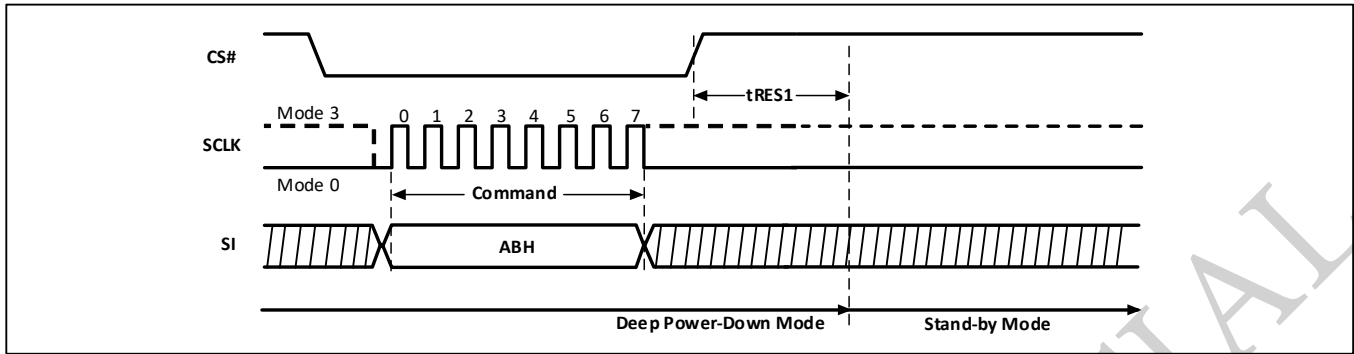 CS#
tRES1
Mode 3
0 1 2 3 4 5 6 7
SCLK
Mode 0
Command
SI
ABH
Deep Power-Down Mode Stand-by Mode